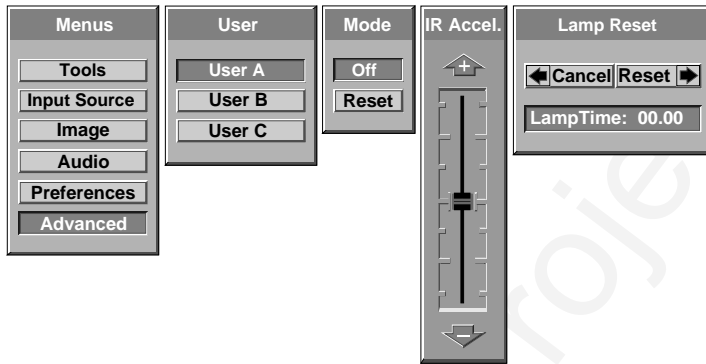 Menus
Tools
Input Source
Image
Audio
Preferences
Advanced
User
User A
User B
User C
Mode
Off
Reset
IR Accel.
+
−
Lamp Reset
Cancel Reset
LampTime: 00.00
roje